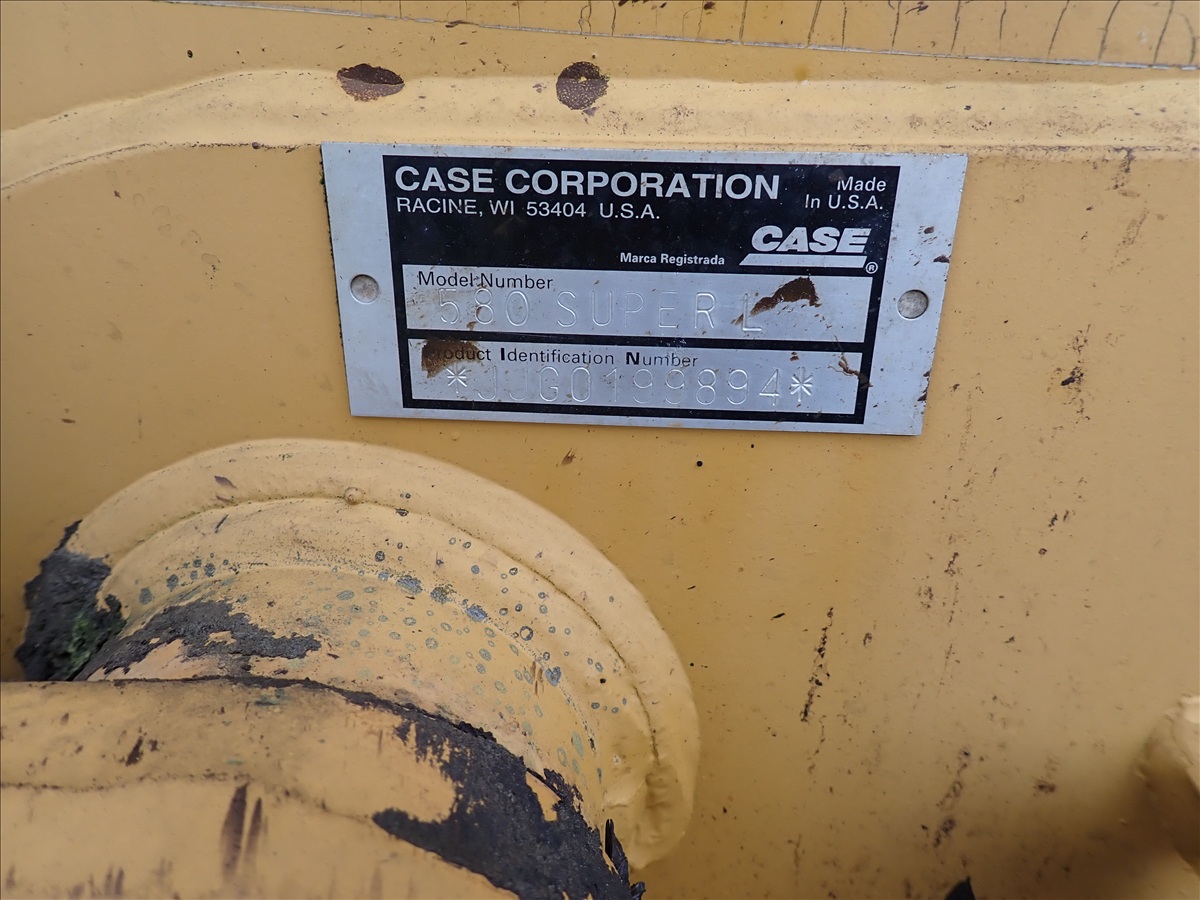 CASE CORPORATION
Made
In U.S.A.
RACINE, WI 53404 U.S.A.
CASE
Marca Registrada ®
Model Number
580 SUPER L
Product Identification Number
*JJG0199894*